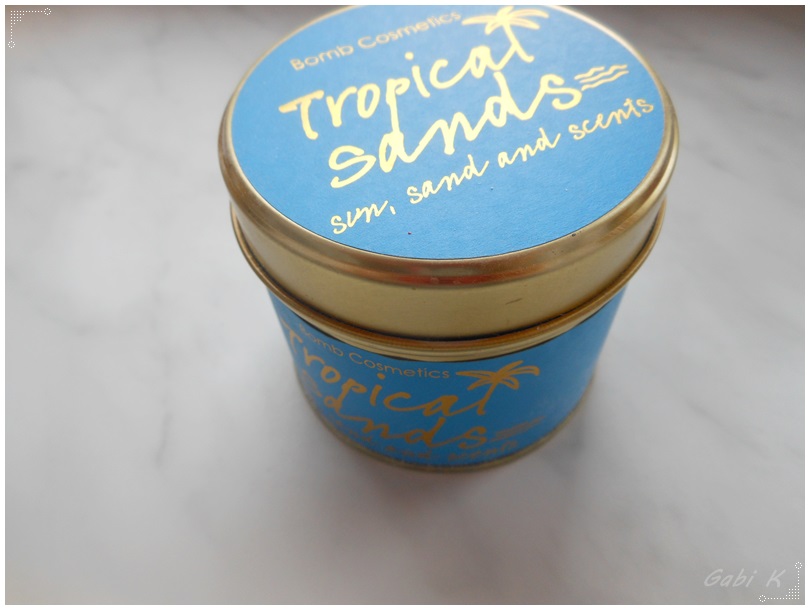 Bomb Cosmetics
Tropical
Sands
sun, sand and scents
Bomb Cosmetics
Tropical
Sands
Gabi K